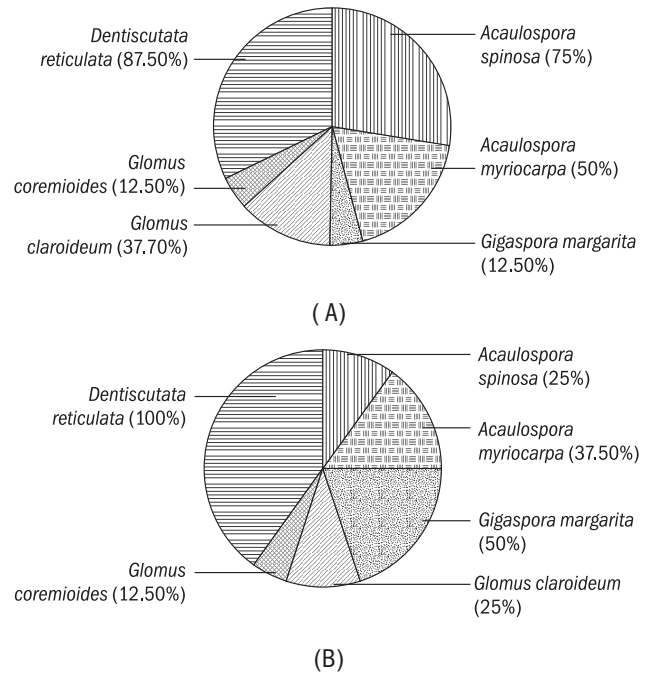 Dentiscutata
reticulata (87.50%)
Acaulospora
spinosa (75%)
Acaulospora
myriocarpa (50%)
Glomus
coremioides (12.50%)
Glomus
claroideum (37.70%)
Gigaspora margarita
(12.50%)
( A)
Acaulospora
spinosa (25%)
Dentiscutata
reticulata (100%)
Acaulospora
myriocarpa (37.50%)
Gigaspora margarita
(50%)
Glomus
coremioides (12.50%)
Glomus claroideum
(25%)
(B)